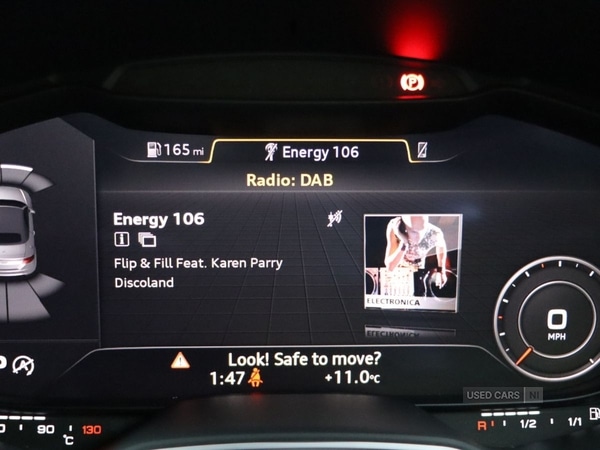 (P)
165 mi
Energy 106
Radio: DAB
Energy 106
i
Flip & Fill Feat. Karen Parry
Discoland
ELECTRONICA
0
MPH
Look! Safe to move?
1:47 +11.0°C
90 °C 130
R 1/2 1/1
USED CARS NI